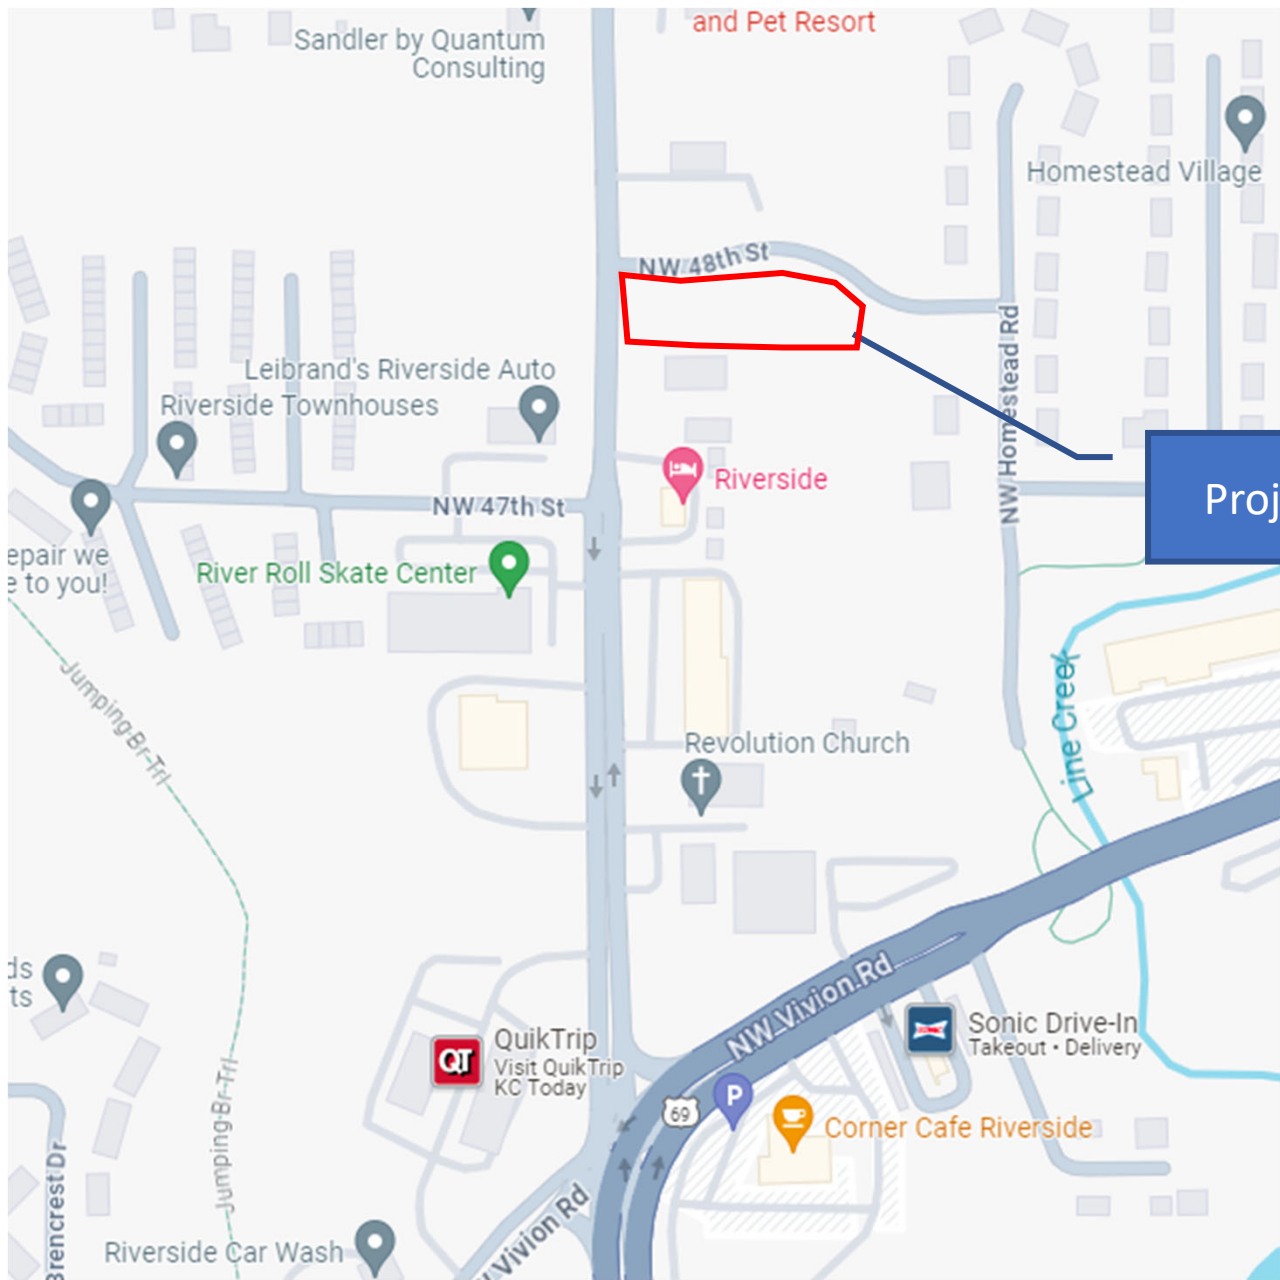 and Pet Resort
Sandler by Quantum
Consulting
Homestead Village
NW 48th St
Leibrand's Riverside Auto
Riverside Townhouses
NW Homestead Rd
Riverside
NW 47th St
Proj
epair we
e to you!
River Roll Skate Center
Jumping Br Trl
Line Creek
Revolution Church
ds
ts
NW Vivion Rd
QuikTrip
Visit QuikTrip
KC Today
QT
Sonic Drive-In
Takeout • Delivery
SONIC
P
69
Corner Cafe Riverside
Jumping Br Trl
Brencrest Dr
Vivion Rd
Riverside Car Wash